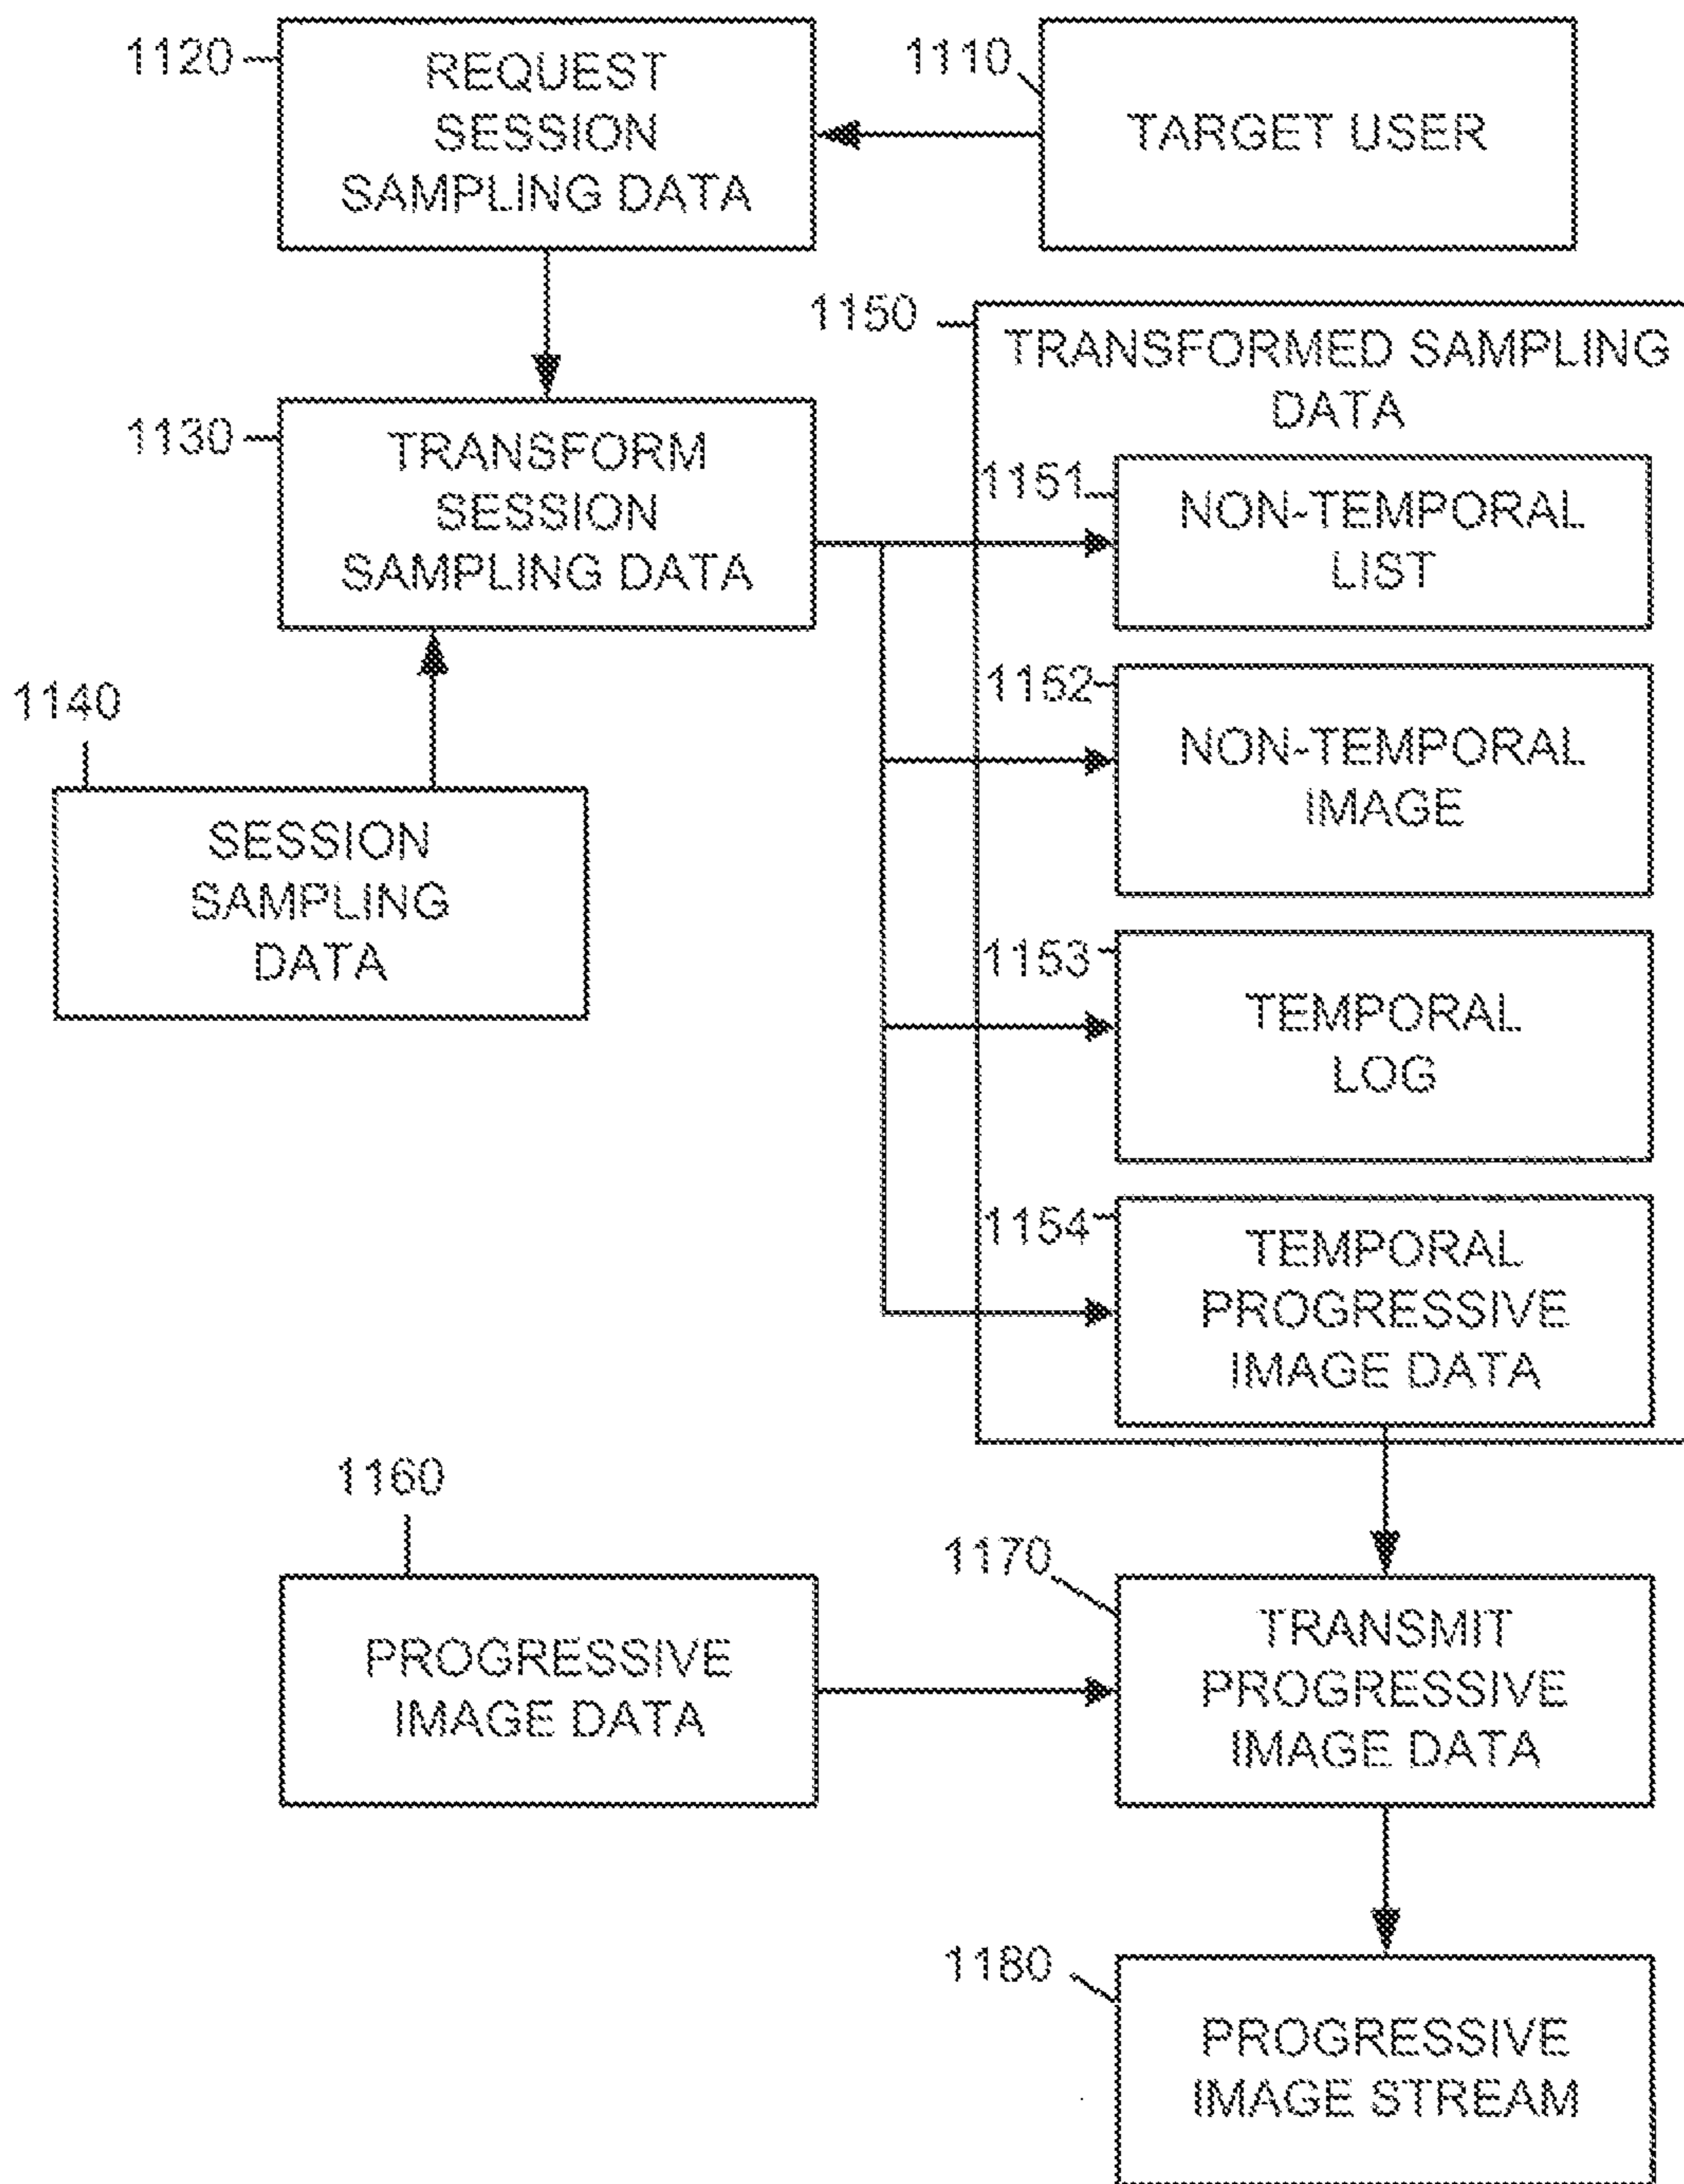 1120
REQUEST
SESSION
SAMPLING DATA
1110
TARGET USER
1130
TRANSFORM
SESSION
SAMPLING DATA
1140
SESSION
SAMPLING
DATA
1150
TRANSFORMED SAMPLING
DATA
1151
NON-TEMPORAL
LIST
1152
NON-TEMPORAL
IMAGE
1153
TEMPORAL
LOG
1154
TEMPORAL
PROGRESSIVE
IMAGE DATA
1160
PROGRESSIVE
IMAGE DATA
1170
TRANSMIT
PROGRESSIVE
IMAGE DATA
1180
PROGRESSIVE
IMAGE STREAM